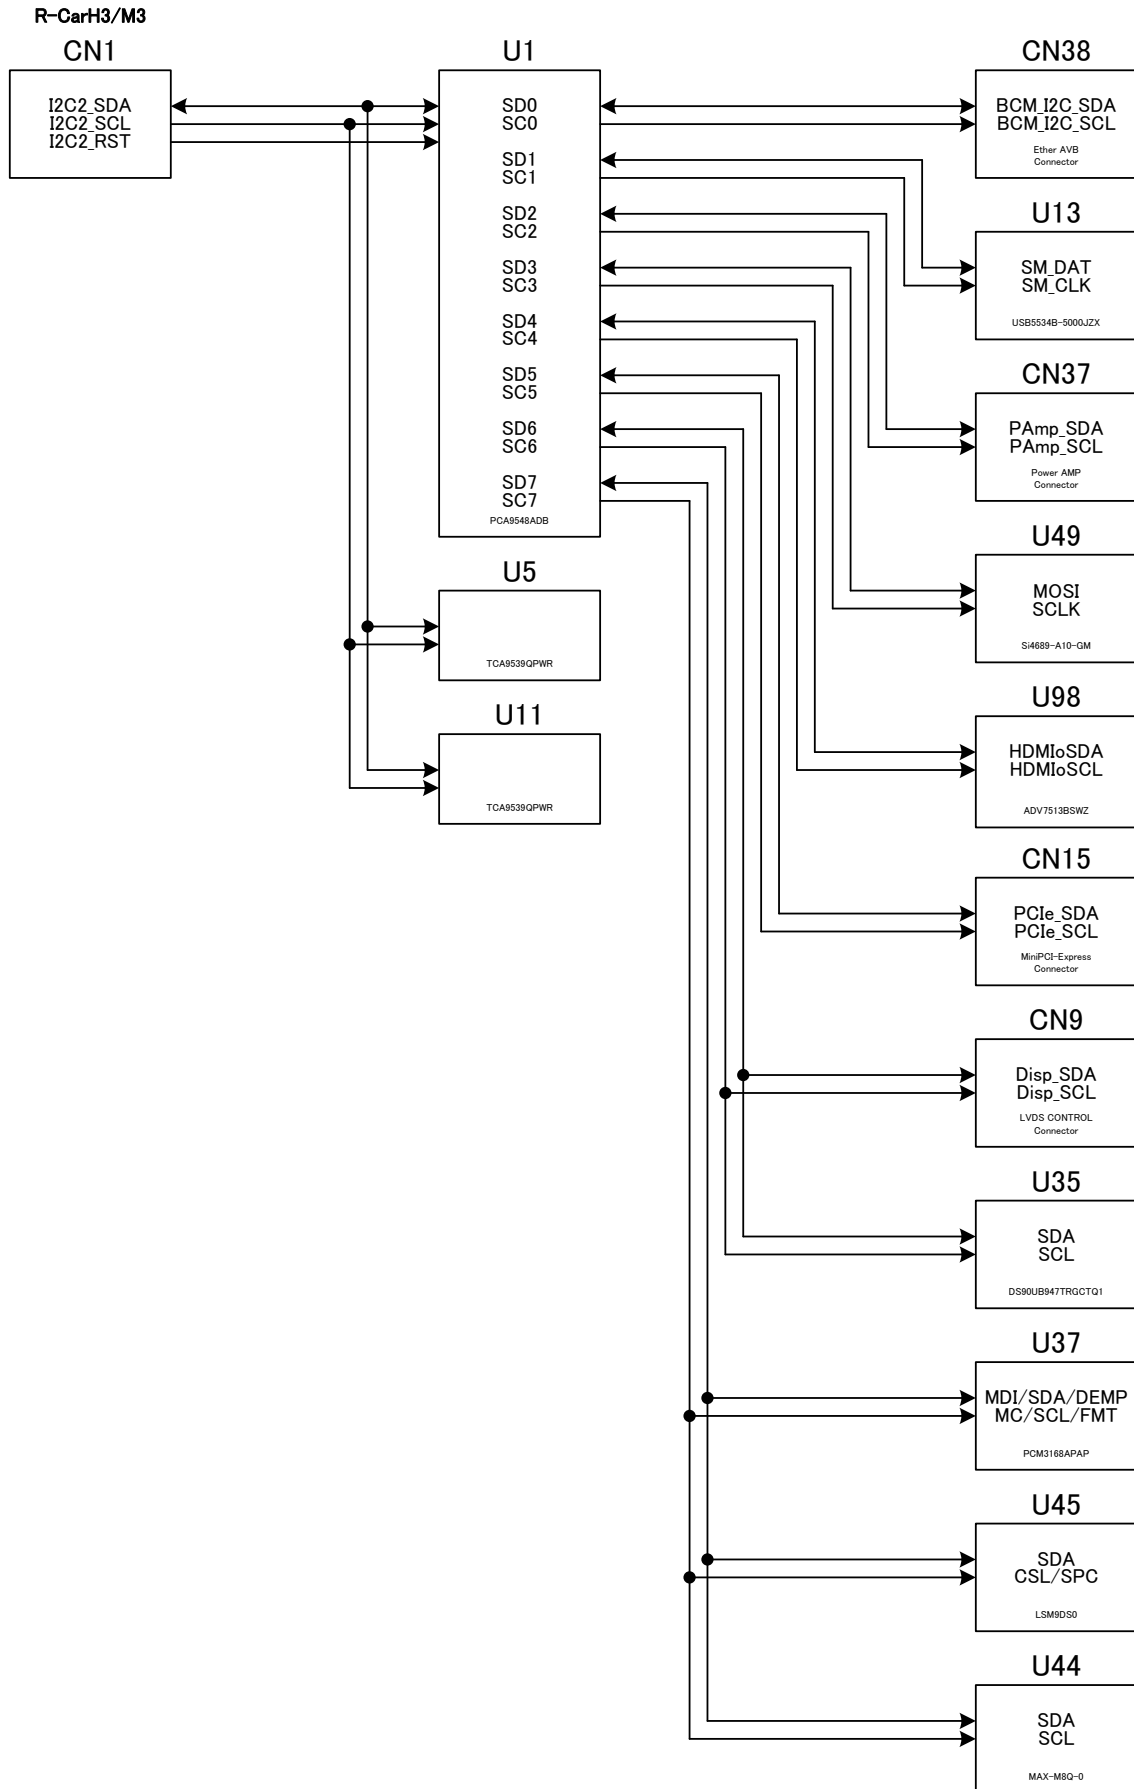 R-CarH3/M3
CN1
I2C2_SDA
I2C2_SCL
I2C2_RST
U1
SD0
SC0
SD1
SC1
SD2
SC2
SD3
SC3
SD4
SC4
SD5
SC5
SD6
SC6
SD7
SC7
PCA9548ADB
U5
TCA9539QPWR
U11
TCA9539QPWR
CN38
BCM_I2C_SDA
BCM_I2C_SCL
Ether AVB
Connector
U13
SM_DAT
SM_CLK
USB5534B-5000JZX
CN37
PAmp_SDA
PAmp_SCL
Power AMP
Connector
U49
MOSI
SCLK
Si4689-A10-GM
U98
HDMIoSDA
HDMIoSCL
ADV7513BSWZ
CN15
PCIe_SDA
PCIe_SCL
MiniPCI-Express
Connector
CN9
Disp_SDA
Disp_SCL
LVDS CONTROL
Connector
U35
SDA
SCL
DS90UB947TRGCTQ1
U37
MDI/SDA/DEMP
MC/SCL/FMT
PCM3168APAP
U45
SDA
CSL/SPC
LSM9DS0
U44
SDA
SCL
MAX-M8Q-0